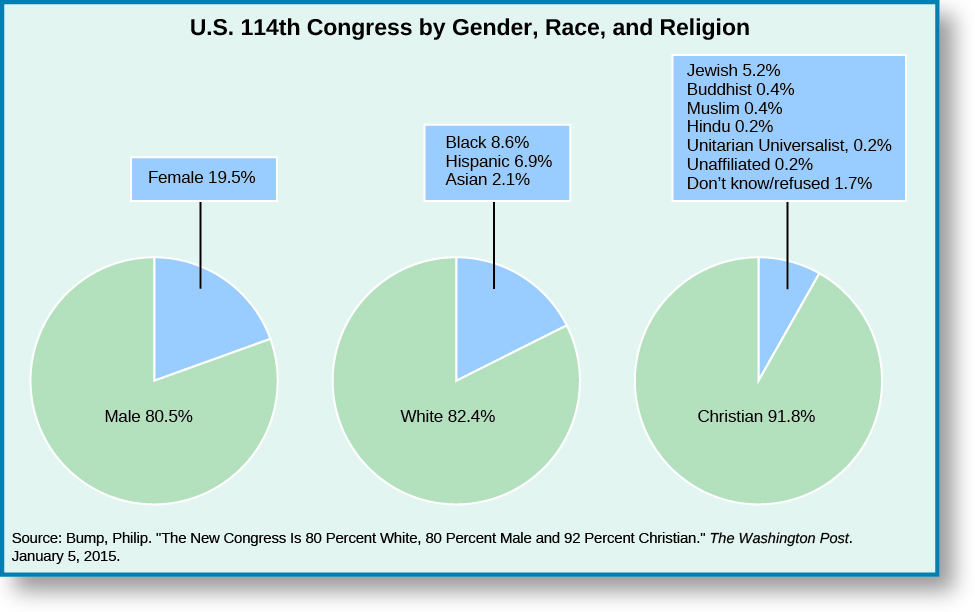 U.S. 114th Congress by Gender, Race, and Religion
Female 19.5%
Male 80.5%
Black 8.6%
Hispanic 6.9%
Asian 2.1%
White 82.4%
Jewish 5.2%
Buddhist 0.4%
Muslim 0.4%
Hindu 0.2%
Unitarian Universalist, 0.2%
Unaffiliated 0.2%
Don’t know/refused 1.7%
Christian 91.8%
Source: Bump, Philip. "The New Congress Is 80 Percent White, 80 Percent Male and 92 Percent Christian." The Washington Post.
January 5, 2015.